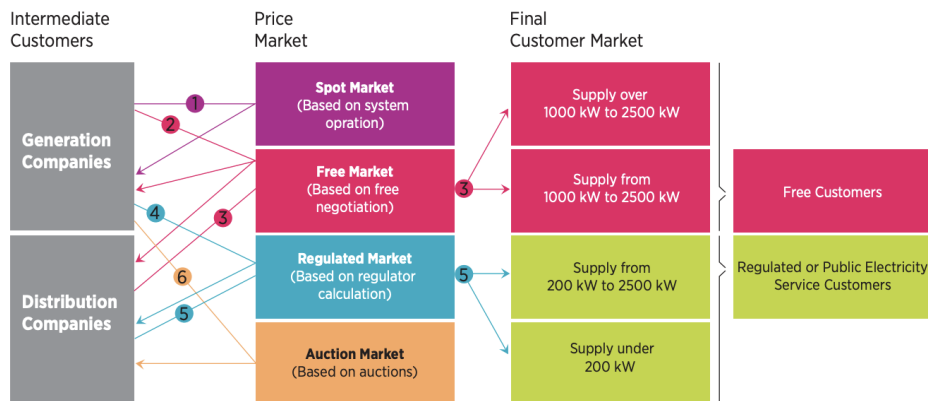 Intermediate
Customers
Price
Market
Final
Customer Market
Generation
Companies
Distribution
Companies
1
2
3
4
6
5
Spot Market
(Based on system
opration)
Free Market
(Based on free
negotiation)
Regulated Market
(Based on regulator
calculation)
Auction Market
(Based on auctions)
3
5
Supply over
1000 kW to 2500 kW
Supply from
1000 kW to 2500 kW
Supply from
200 kW to 2500 kW
Supply under
200 kW
Free Customers
Regulated or Public Electricity
Service Customers